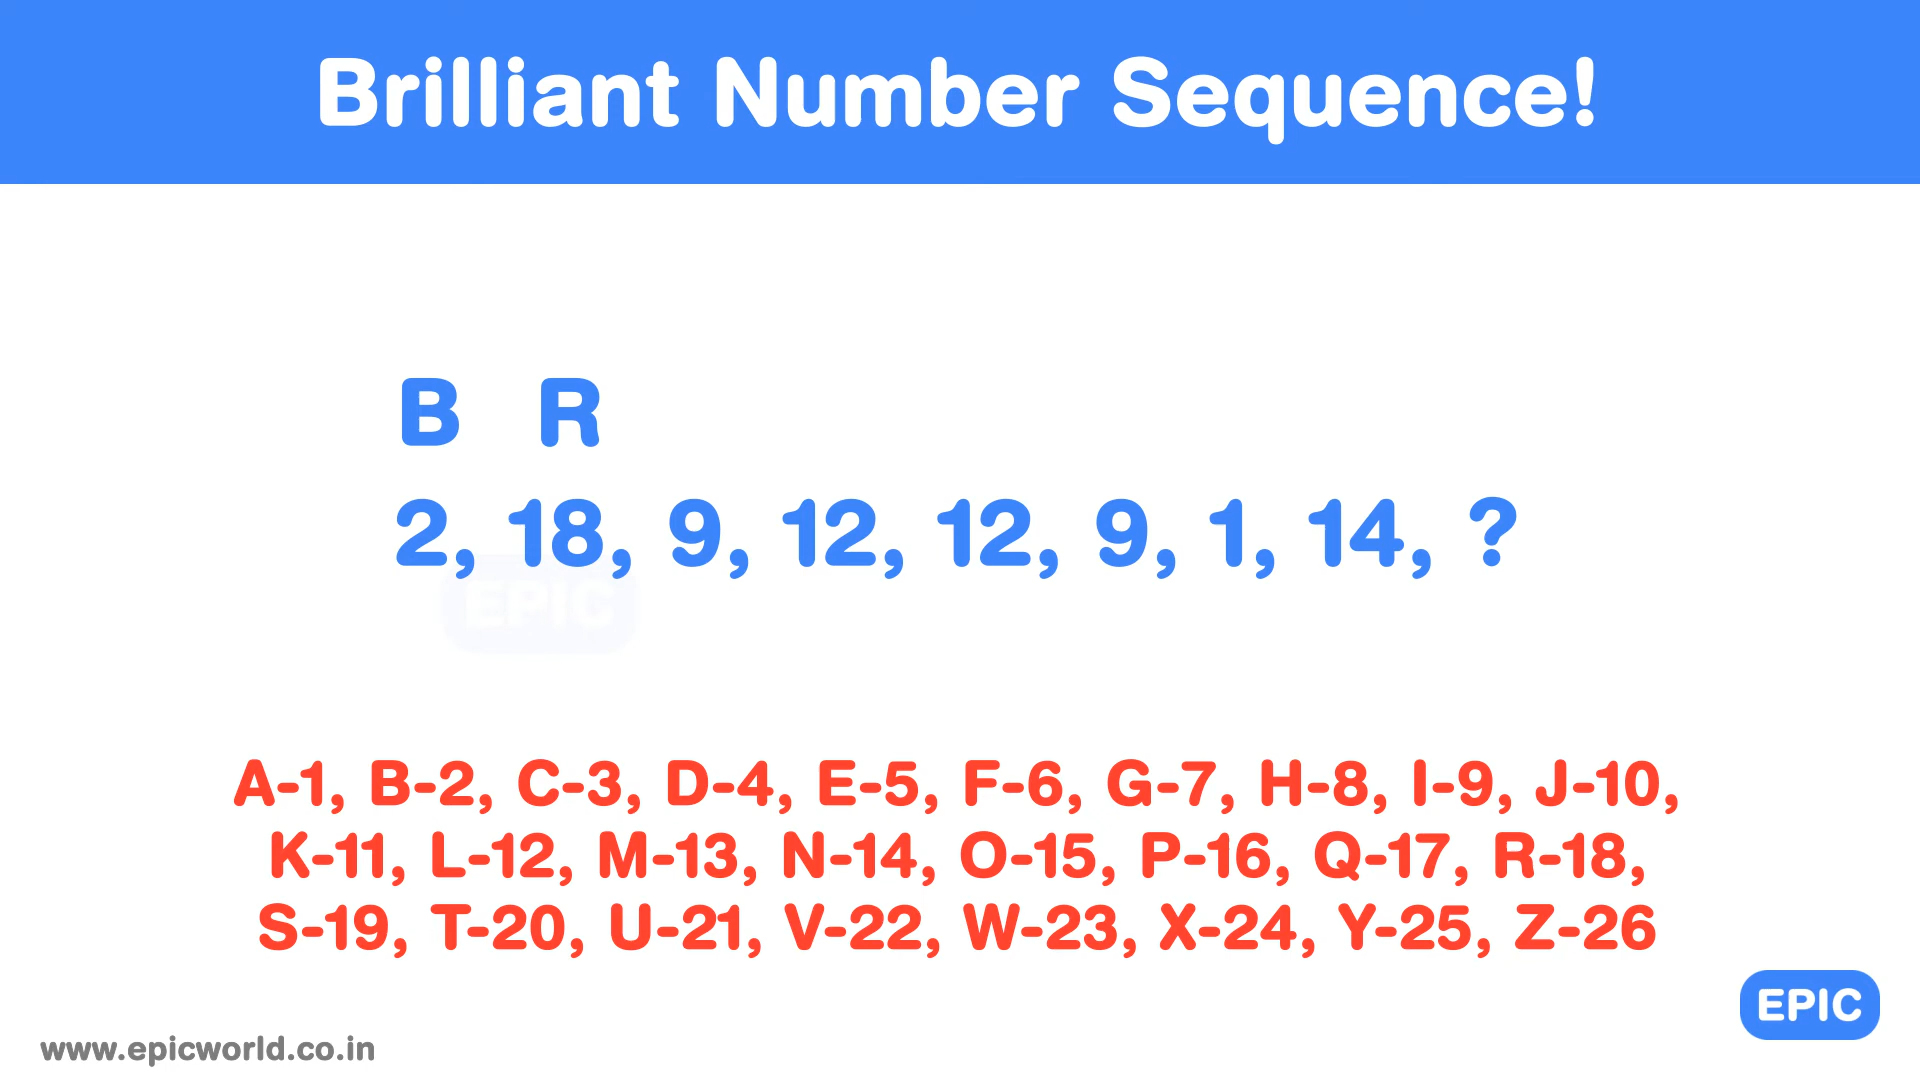 Brilliant Number Sequence!
B R
2, 18, 9, 12, 12, 9, 1, 14, ?
EPIC
A-1, B-2, C-3, D-4, E-5, F-6, G-7, H-8, I-9, J-10,
K-11, L-12, M-13, N-14, O-15, P-16, Q-17, R-18,
S-19, T-20, U-21, V-22, W-23, X-24, Y-25, Z-26
EPIC
www.epicworld.co.in